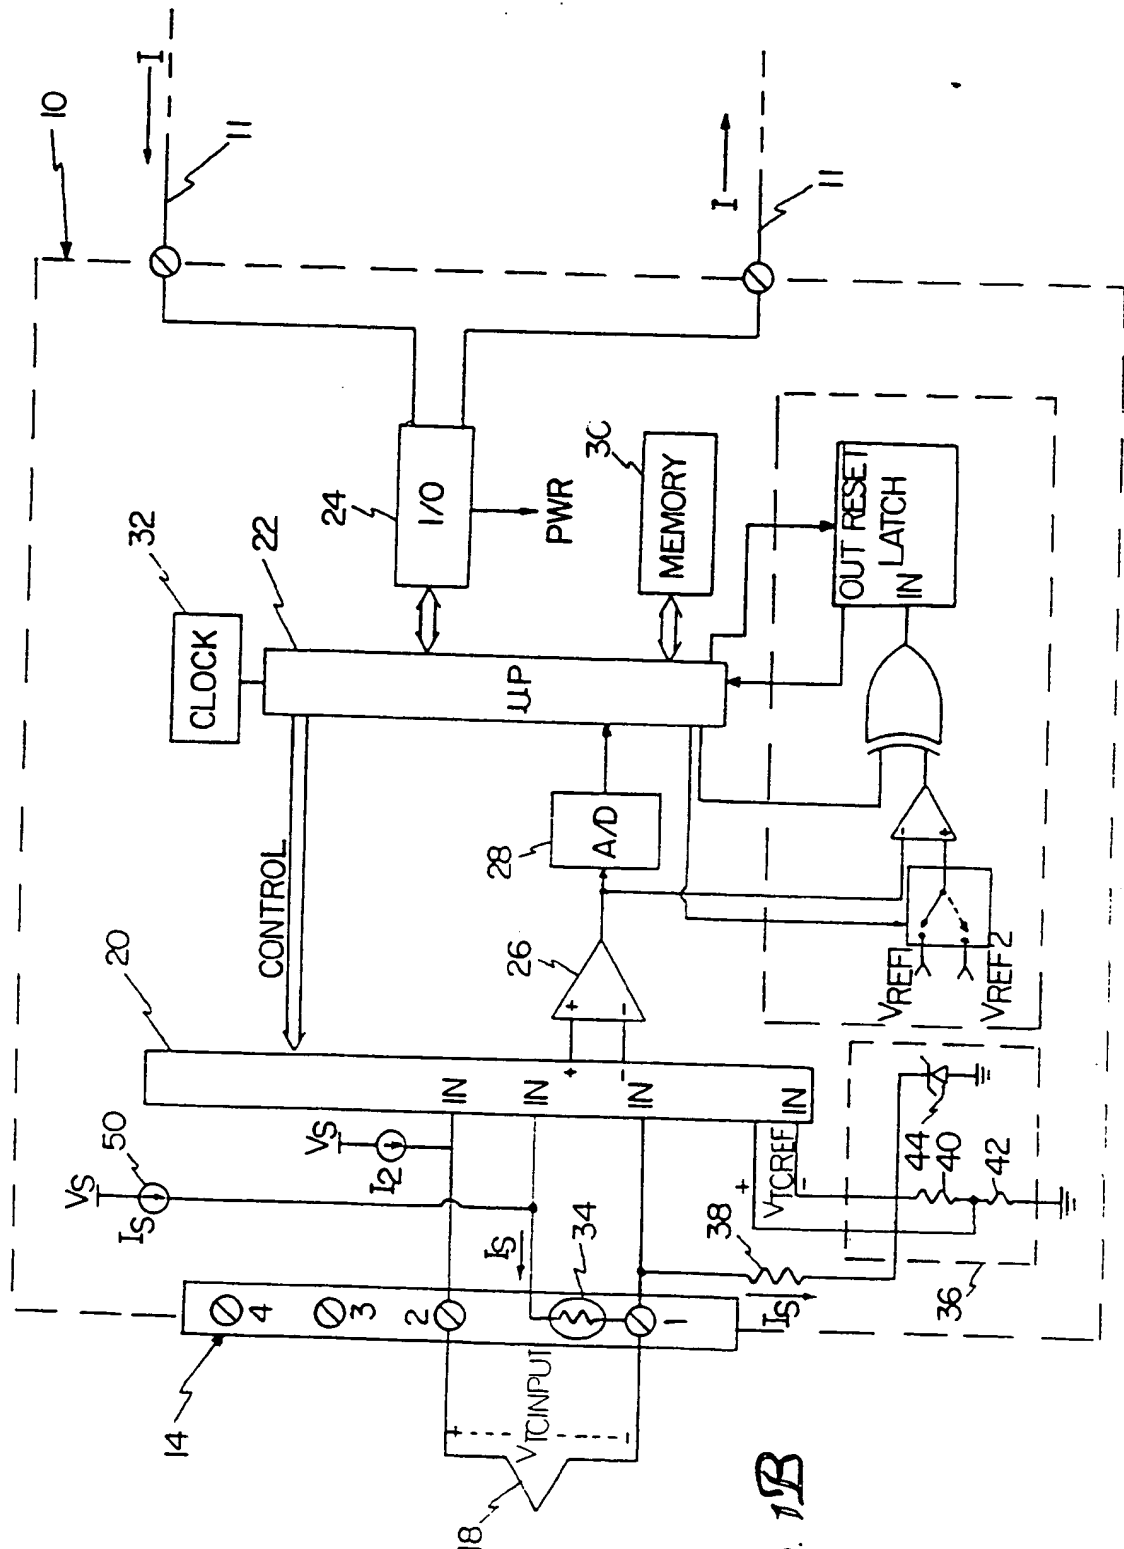 10
I
11
I
11
32
CLOCK
22
24
I/O
PWR
30
MEMORY
µP
OUT RESET
LATCH
IN
CONTROL
28
A/D
20
26
+
-
-
+
VREF1
VREF2
IN
IN
+
-
IN
IN
VS
50
IS
VS
I2
IS
34
38
IS
+
VTCREF
-
44
40
42
36
14
4
3
2
1
+
VTCINPUT
-
18
1B